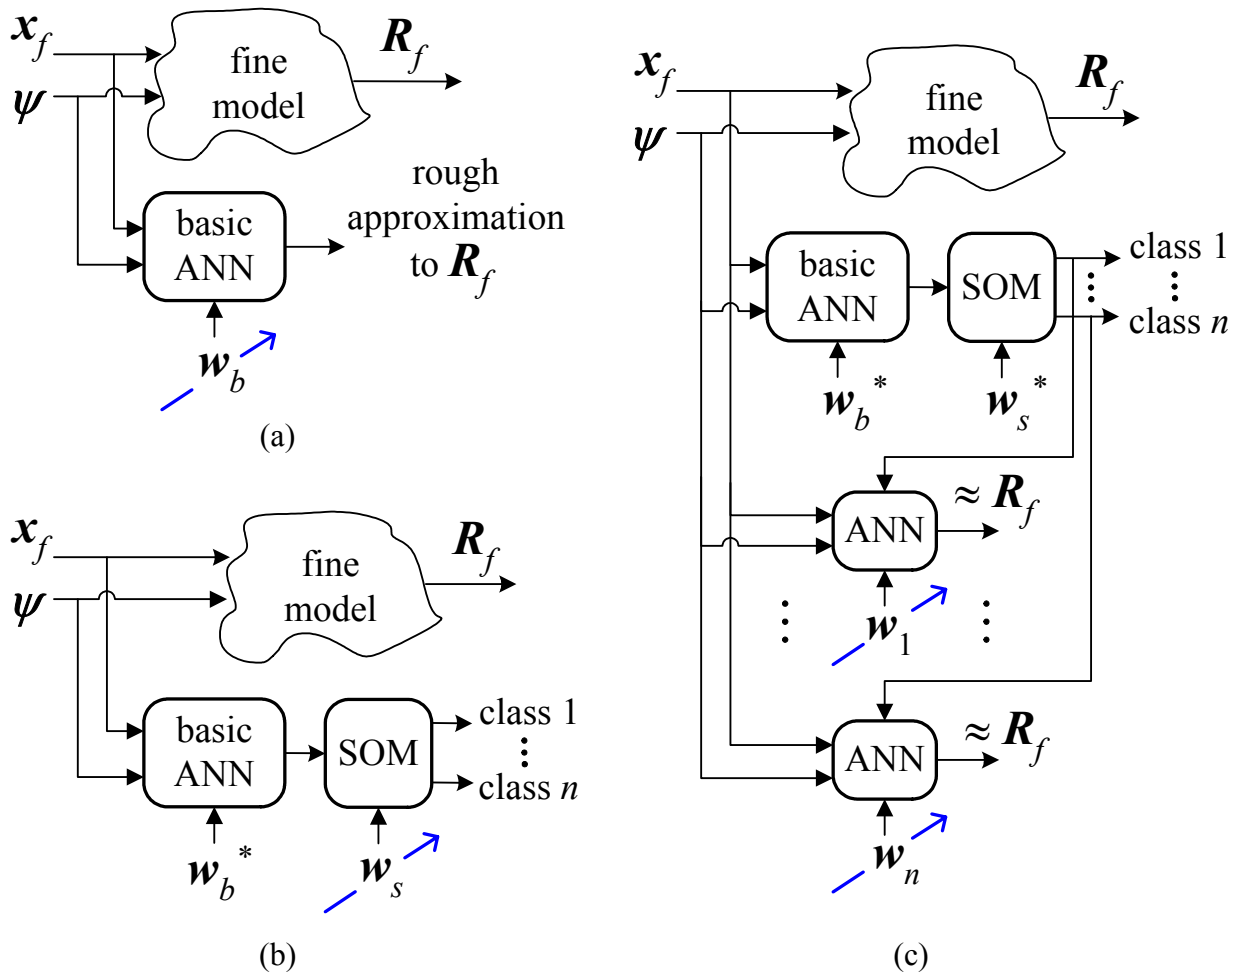 x_f
ψ
fine
model
R_f
basic
ANN
rough
approximation
to R_f
w_b
(a)
x_f
ψ
fine
model
R_f
basic
ANN
SOM
class 1
class n
w_b*
w_s
(b)
x_f
ψ
fine
model
R_f
basic
ANN
SOM
class 1
class n
w_b*
w_s*
ANN
≈ R_f
w_1
ANN
≈ R_f
w_n
(c)